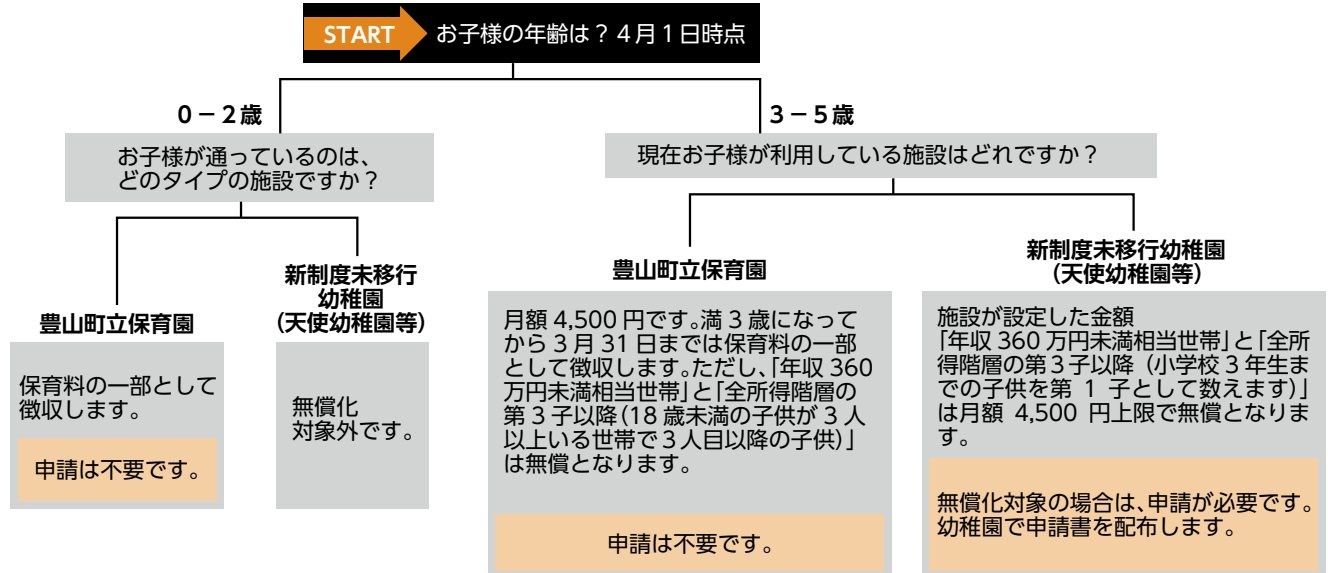 START お子様の年齢は？４月１日時点
０－２歳
お子様が通っているのは、
どのタイプの施設ですか？
豊山町立保育園
保育料の一部として
徴収します。
申請は不要です。
新制度未移行
幼稚園
（天使幼稚園等）
無償化
対象外です。
３－５歳
現在お子様が利用している施設はどれですか？
豊山町立保育園
月額 4,500 円です。満 3 歳になって
から 3 月 31 日までは保育料の一部
として徴収します。ただし、「年収 360
万円未満相当世帯」と「全所得階層の
第３子以降（18 歳未満の子供が 3 人
以上いる世帯で３人目以降の子供）」
は無償となります。
申請は不要です。
新制度未移行幼稚園
（天使幼稚園等）
施設が設定した金額
「年収 360 万円未満相当世帯」と「全所
得階層の第３子以降（小学校 3 年生ま
での子供を第 1 子として数えます）」
は月額 4,500 円上限で無償となりま
す。
無償化対象の場合は、申請が必要です。
幼稚園で申請書を配布します。